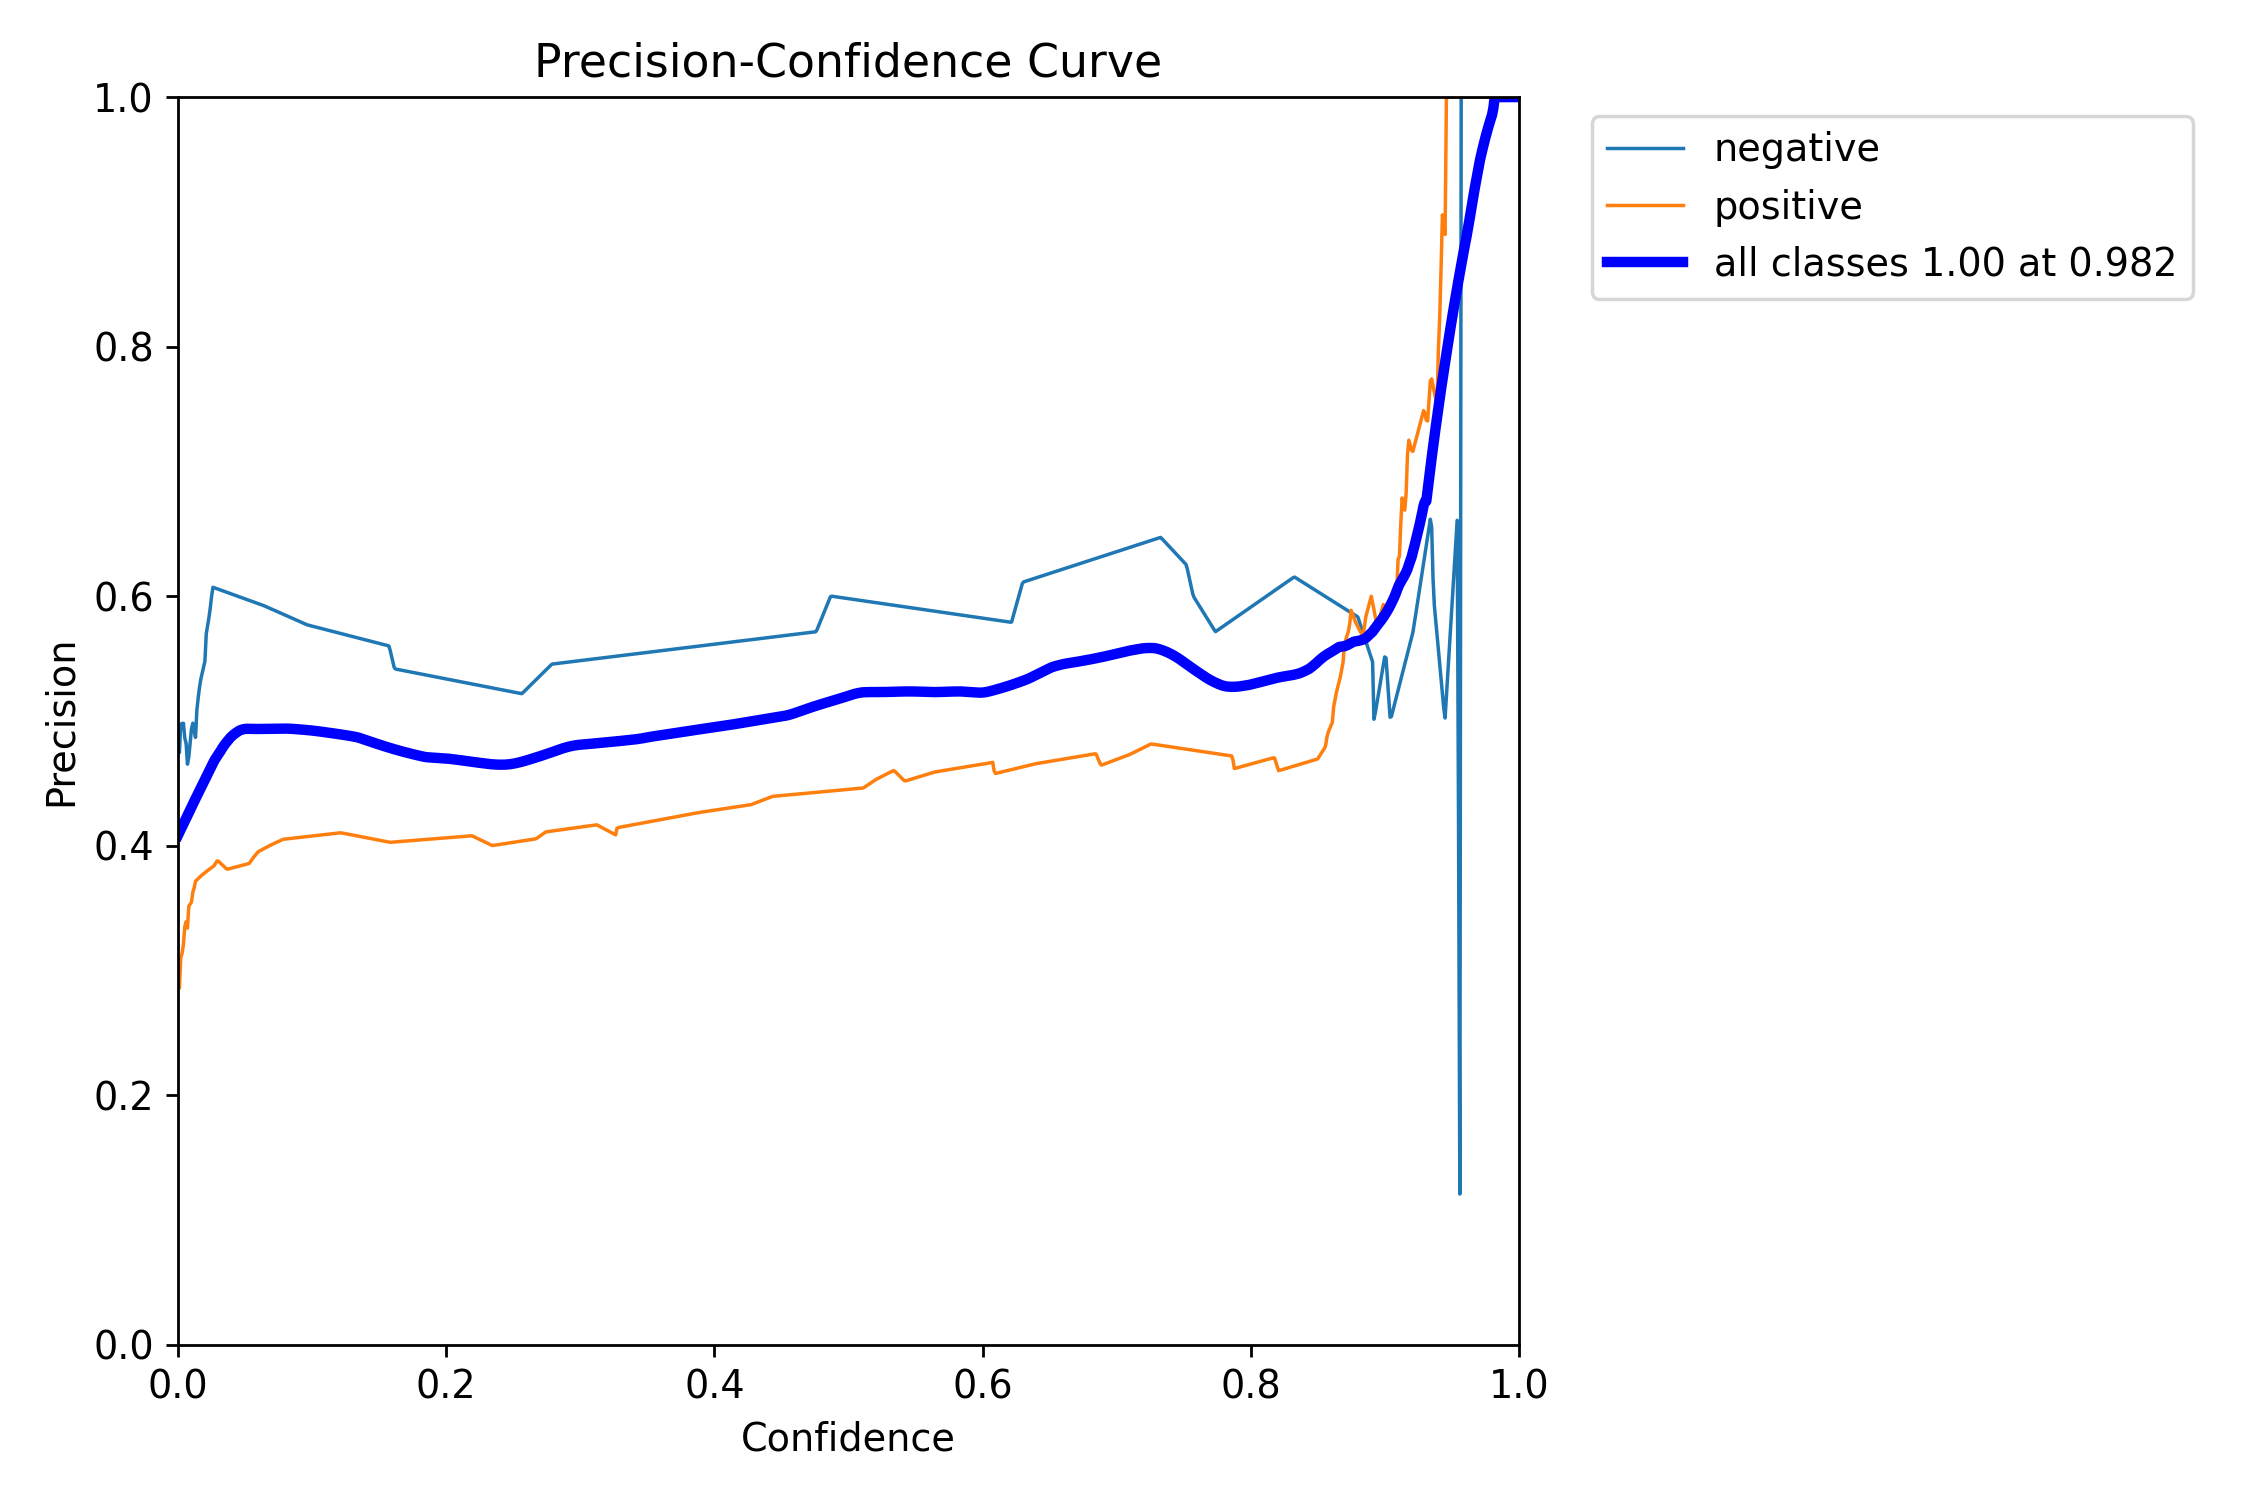 Precision-Confidence Curve
1.0
0.8
0.6
0.4
0.2
0.0
Precision
0.0 0.2 0.4 0.6 0.8 1.0
Confidence
negative
positive
all classes 1.00 at 0.982